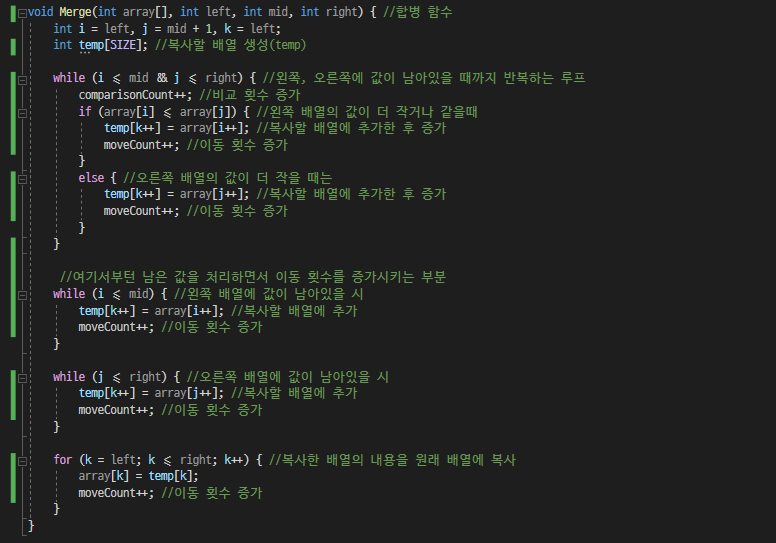 void Merge(int array[], int left, int mid, int right) { //합병 함수
int i = left, j = mid + 1, k = left;
int temp[SIZE]; //복사할 배열 생성(temp)
while (i <= mid && j <= right) { //왼쪽, 오른쪽에 값이 남아있을 때까지 반복하는 루프
comparisonCount++; //비교 횟수 증가
if (array[i] <= array[j]) { //왼쪽 배열의 값이 더 작거나 같을때
temp[k++] = array[i++]; //복사할 배열에 추가한 후 증가
moveCount++; //이동 횟수 증가
}
else { //오른쪽 배열의 값이 더 작을 때는
temp[k++] = array[j++]; //복사할 배열에 추가한 후 증가
moveCount++; //이동 횟수 증가
}
}
//여기서부턴 남은 값을 처리하면서 이동 횟수를 증가시키는 부분
while (i <= mid) { //왼쪽 배열에 값이 남아있을 시
temp[k++] = array[i++]; //복사할 배열에 추가
moveCount++; //이동 횟수 증가
}
while (j <= right) { //오른쪽 배열에 값이 남아있을 시
temp[k++] = array[j++]; //복사할 배열에 추가
moveCount++; //이동 횟수 증가
}
for (k = left; k <= right; k++) { //복사한 배열의 내용을 원래 배열에 복사
array[k] = temp[k];
moveCount++; //이동 횟수 증가
}
}